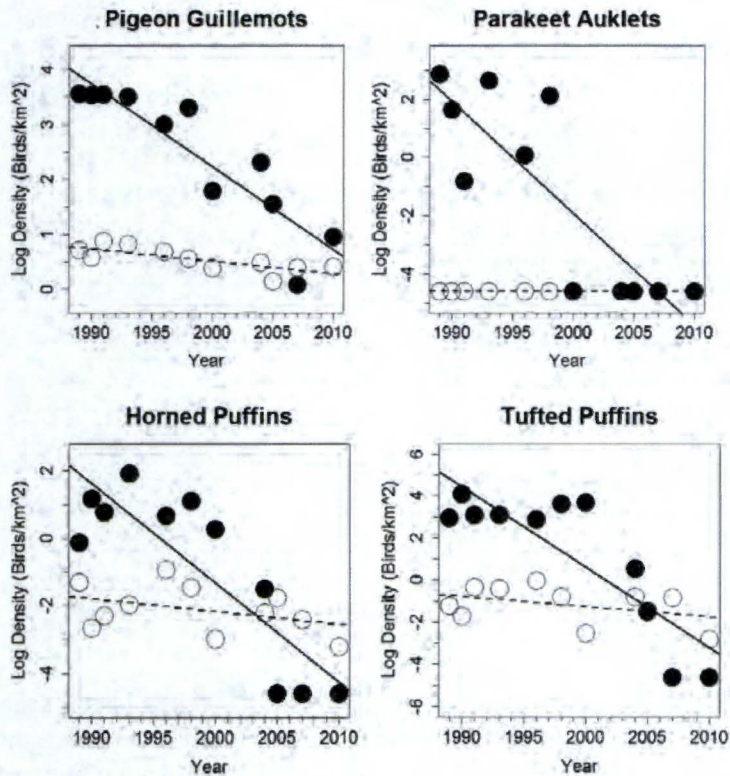 Pigeon Guillemots
Log Density (Birds/km^2)
4
3
2
1
0
1990 1995 2000 2005 2010
Year
Parakeet Auklets
Log Density (Birds/km^2)
2
0
-2
-4
1990 1995 2000 2005 2010
Year
Horned Puffins
Log Density (Birds/km^2)
2
0
-2
-4
1990 1995 2000 2005 2010
Year
Tufted Puffins
Log Density (Birds/km^2)
6
4
2
0
-2
-4
-6
1990 1995 2000 2005 2010
Year